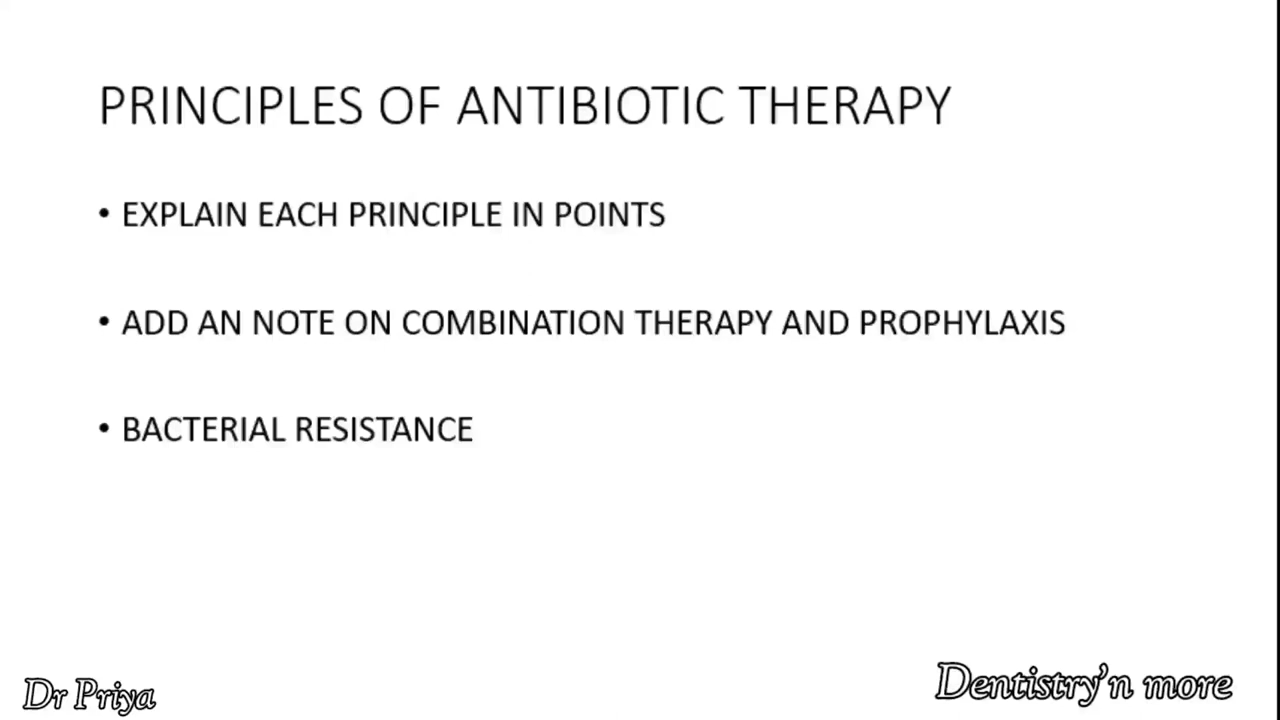 PRINCIPLES OF ANTIBIOTIC THERAPY
• EXPLAIN EACH PRINCIPLE IN POINTS
• ADD AN NOTE ON COMBINATION THERAPY AND PROPHYLAXIS
• BACTERIAL RESISTANCE
Dr Priya
Dentistry'n more